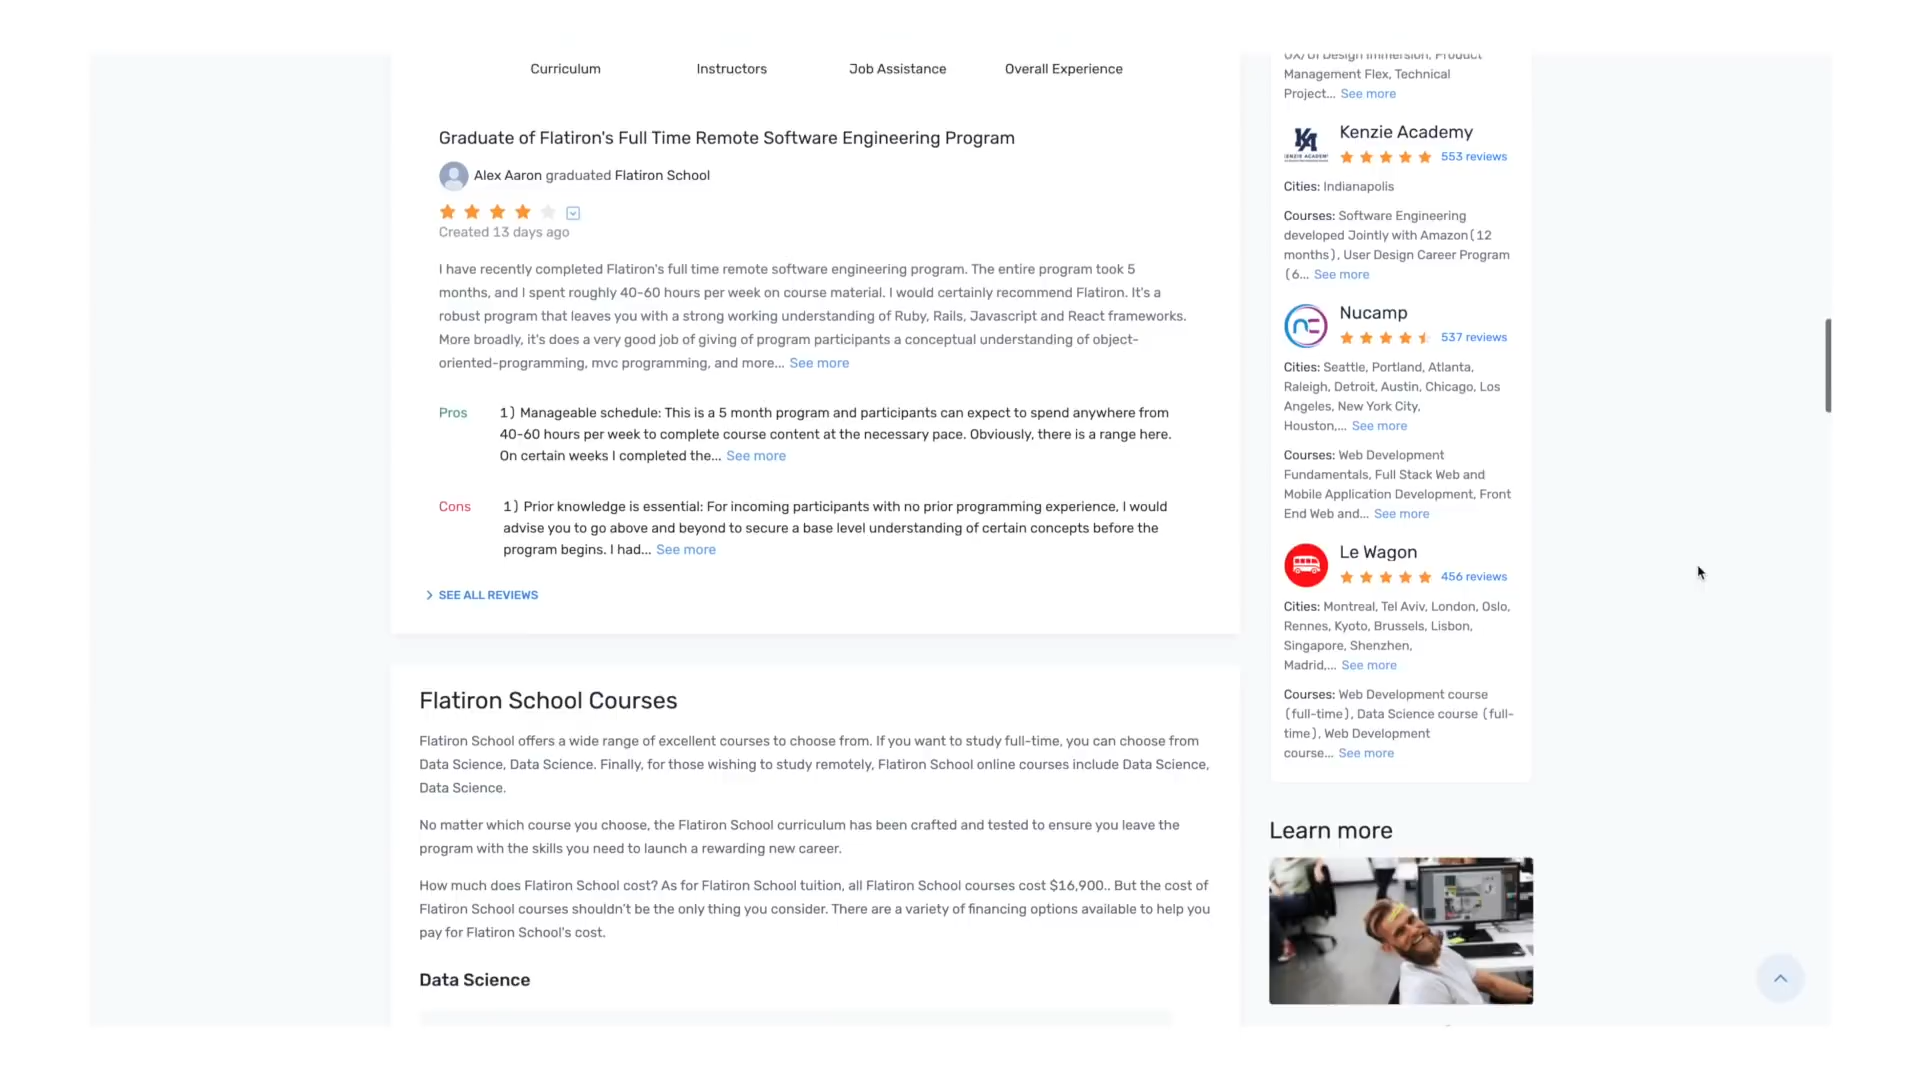 Curriculum Instructors Job Assistance Overall Experience
Graduate of Flatiron's Full Time Remote Software Engineering Program
Alex Aaron graduated Flatiron School
Created 13 days ago
I have recently completed Flatiron's full time remote software engineering program. The entire program took 5
months, and I spent roughly 40-60 hours per week on course material. I would certainly recommend Flatiron. It's a
robust program that leaves you with a strong working understanding of Ruby, Rails, Javascript and React frameworks.
More broadly, it's does a very good job of giving of program participants a conceptual understanding of object-
oriented-programming, mvc programming, and more... See more
Pros 1) Manageable schedule: This is a 5 month program and participants can expect to spend anywhere from
40-60 hours per week to complete course content at the necessary pace. Obviously, there is a range here.
On certain weeks I completed the... See more
Cons 1) Prior knowledge is essential: For incoming participants with no prior programming experience, I would
advise you to go above and beyond to secure a base level understanding of certain concepts before the
program begins. I had... See more
SEE ALL REVIEWS
Flatiron School Courses
Flatiron School offers a wide range of excellent courses to choose from. If you want to study full-time, you can choose from
Data Science, Data Science. Finally, for those wishing to study remotely, Flatiron School online courses include Data Science,
Data Science.
No matter which course you choose, the Flatiron School curriculum has been crafted and tested to ensure you leave the
program with the skills you need to launch a rewarding new career.
How much does Flatiron School cost? As for Flatiron School tuition, all Flatiron School courses cost $16,900.. But the cost of
Flatiron School courses shouldn't be the only thing you consider. There are a variety of financing options available to help you
pay for Flatiron School's cost.
Data Science
UX/UI Design Immersion, Product
Management Flex, Technical
Project... See more
Kenzie Academy
553 reviews
Cities: Indianapolis
Courses: Software Engineering
developed Jointly with Amazon(12
months), User Design Career Program
(6... See more
Nucamp
537 reviews
Cities: Seattle, Portland, Atlanta,
Raleigh, Detroit, Austin, Chicago, Los
Angeles, New York City,
Houston,... See more
Courses: Web Development
Fundamentals, Full Stack Web and
Mobile Application Development, Front
End Web and... See more
Le Wagon
456 reviews
Cities: Montreal, Tel Aviv, London, Oslo,
Rennes, Kyoto, Brussels, Lisbon,
Singapore, Shenzhen,
Madrid,... See more
Courses: Web Development course
(full-time), Data Science course (full-
time), Web Development
course... See more
Learn more